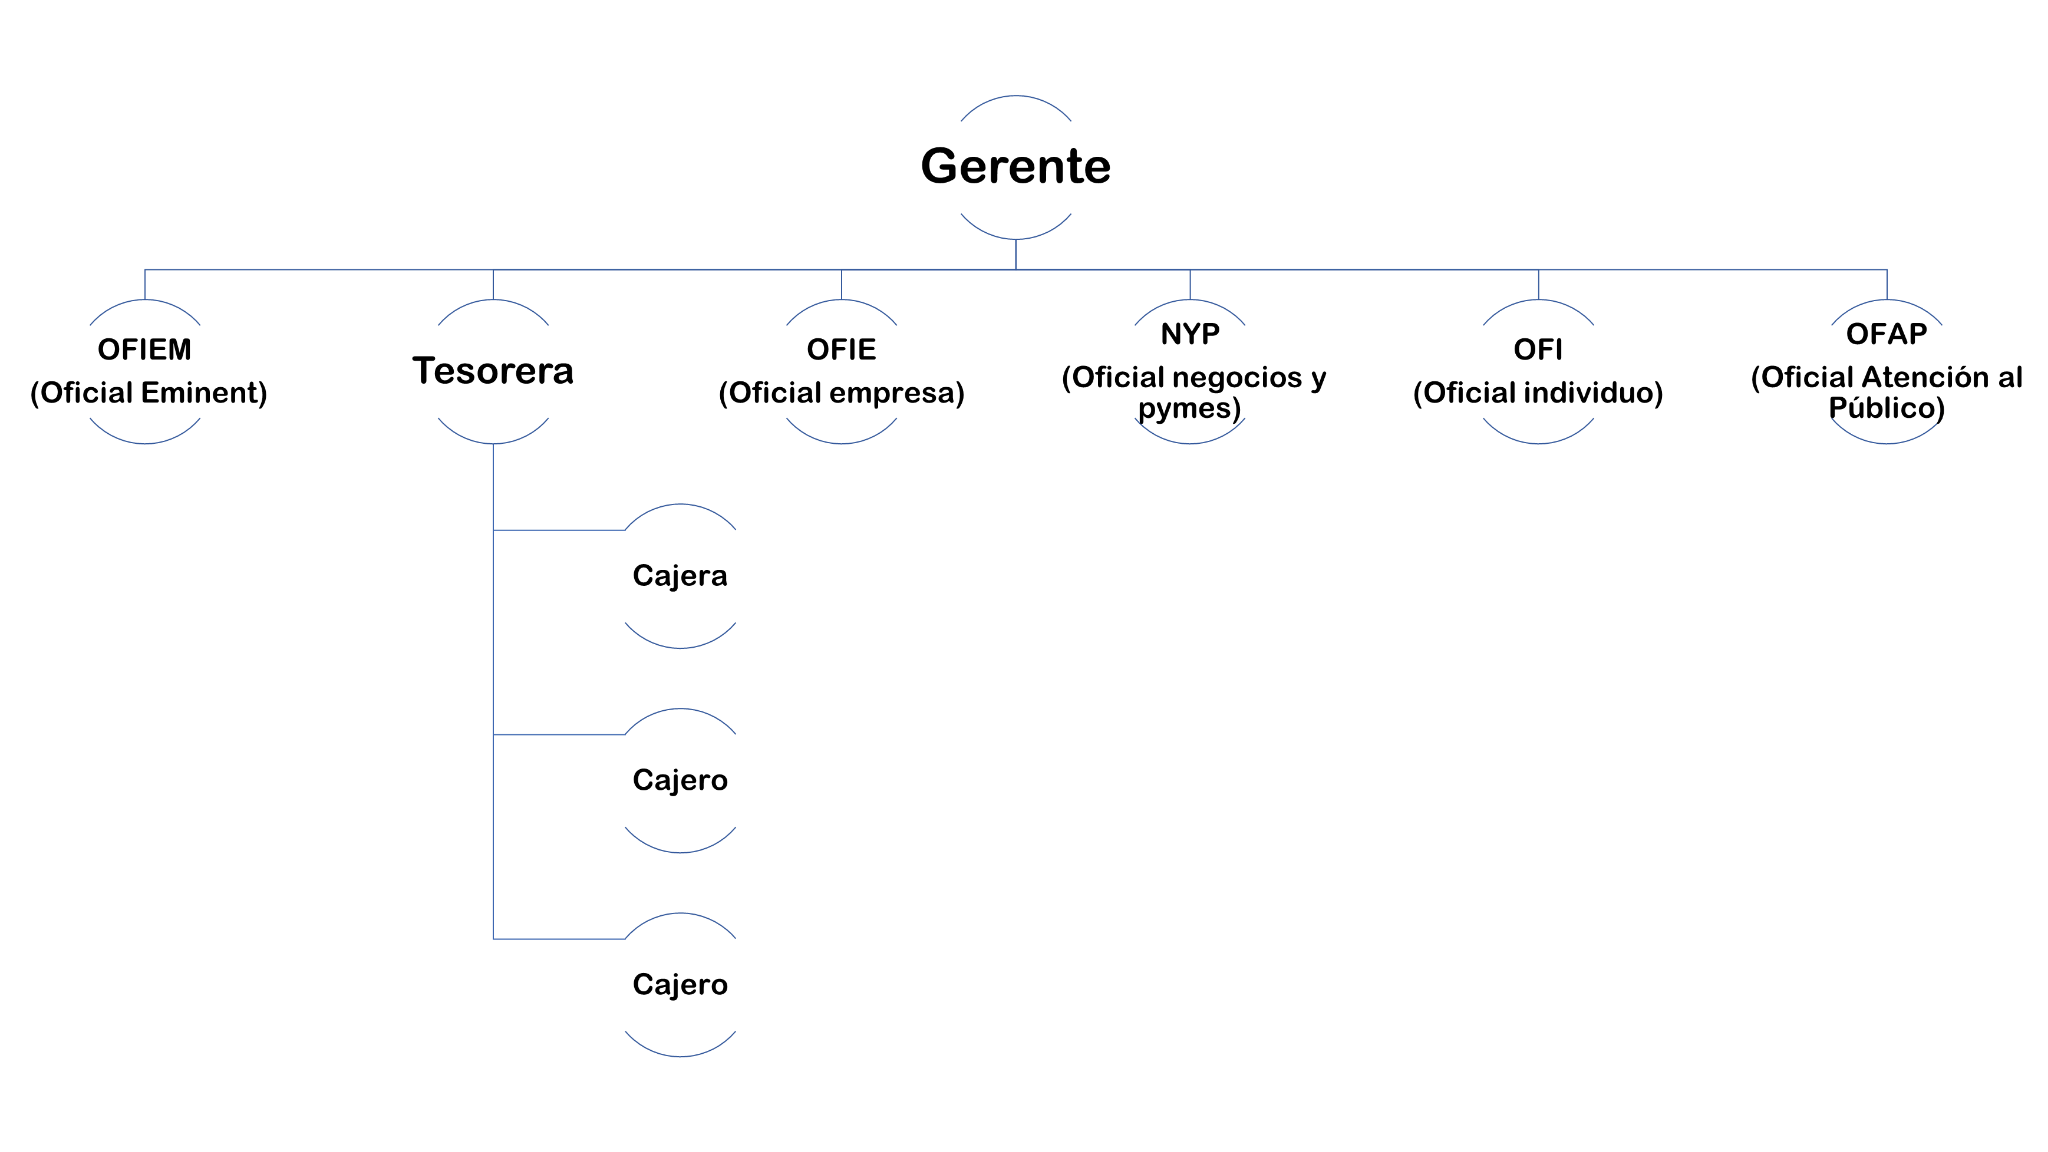 Gerente
OFIEM
(Oficial Eminent)
Tesorera
OFIE
(Oficial empresa)
NYP
(Oficial negocios y
pymes)
OFI
(Oficial individuo)
OFAP
(Oficial Atención al
Público)
Cajera
Cajero
Cajero